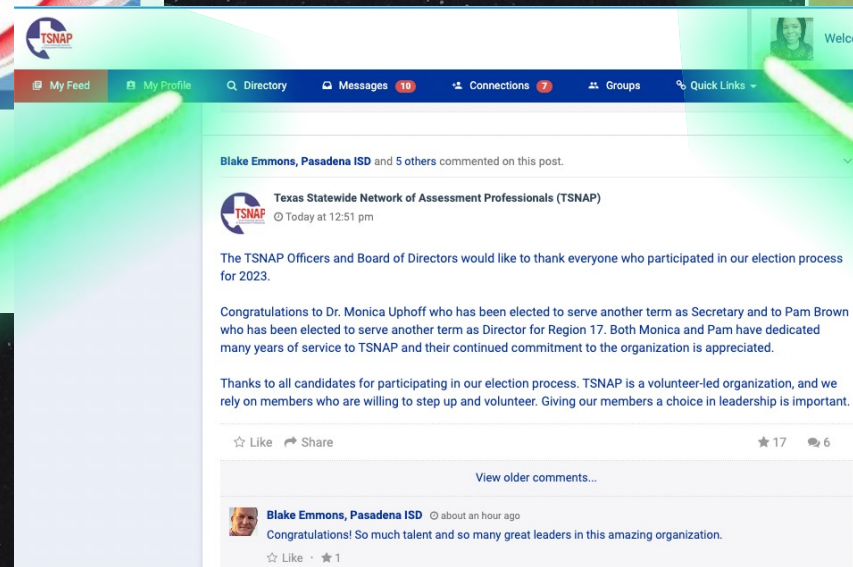 TSNAP
Welc
My Feed My Profile Directory Messages 10 Connections 7 Groups Quick Links
Blake Emmons, Pasadena ISD and 5 others commented on this post.
TSNAP
Texas Statewide Network of Assessment Professionals (TSNAP)
Today at 12:51 pm
The TSNAP Officers and Board of Directors would like to thank everyone who participated in our election process
for 2023.
Congratulations to Dr. Monica Uphoff who has been elected to serve another term as Secretary and to Pam Brown
who has been elected to serve another term as Director for Region 17. Both Monica and Pam have dedicated
many years of service to TSNAP and their continued commitment to the organization is appreciated.
Thanks to all candidates for participating in our election process. TSNAP is a volunteer-led organization, and we
rely on members who are willing to step up and volunteer. Giving our members a choice in leadership is important.
Like Share 17 6
View older comments...
Blake Emmons, Pasadena ISD about an hour ago
Congratulations! So much talent and so many great leaders in this amazing organization.
Like · 1